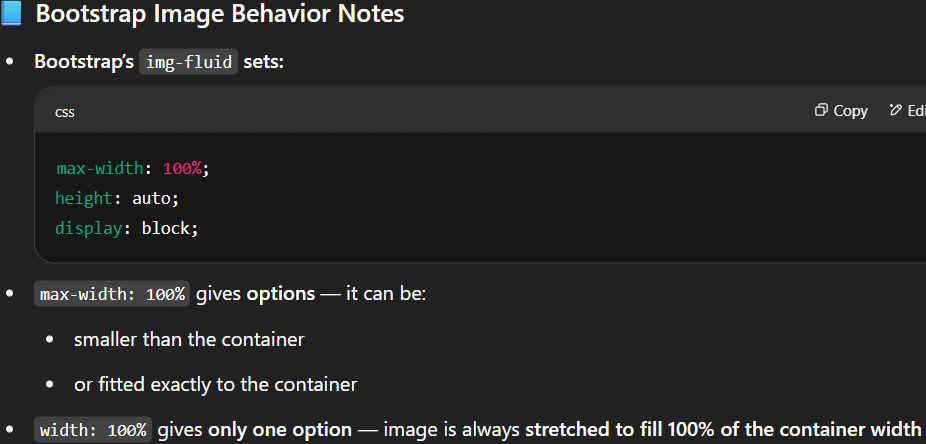 Bootstrap Image Behavior Notes
Bootstrap’s img-fluid sets:
css
Copy
Edi
max-width: 100%;
height: auto;
display: block;
max-width: 100% gives options — it can be:
smaller than the container
or fitted exactly to the container
width: 100% gives only one option — image is always stretched to fill 100% of the container width